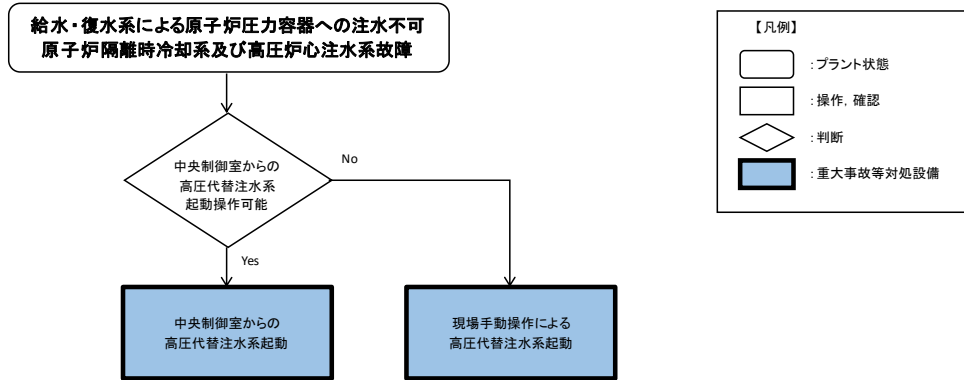 給水・復水系による原子炉圧力容器への注水不可
原子炉隔離時冷却系及び高圧炉心注水系故障
中央制御室からの
高圧代替注水系
起動操作可能
No
Yes
中央制御室からの
高圧代替注水系起動
現場手動操作による
高圧代替注水系起動
【凡例】
：プラント状態
：操作，確認
：判断
：重大事故等対処設備